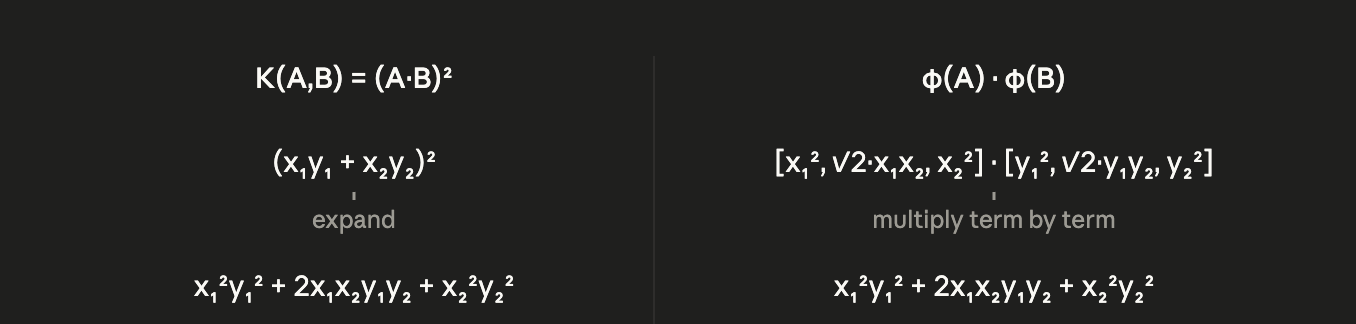 K(A,B) = (A·B)²
(x₁y₁ + x₂y₂)²
expand
x₁²y₁² + 2x₁x₂y₁y₂ + x₂²y₂²
φ(A) · φ(B)
[x₁², √2·x₁x₂, x₂²] · [y₁², √2·y₁y₂, y₂²]
multiply term by term
x₁²y₁² + 2x₁x₂y₁y₂ + x₂²y₂²